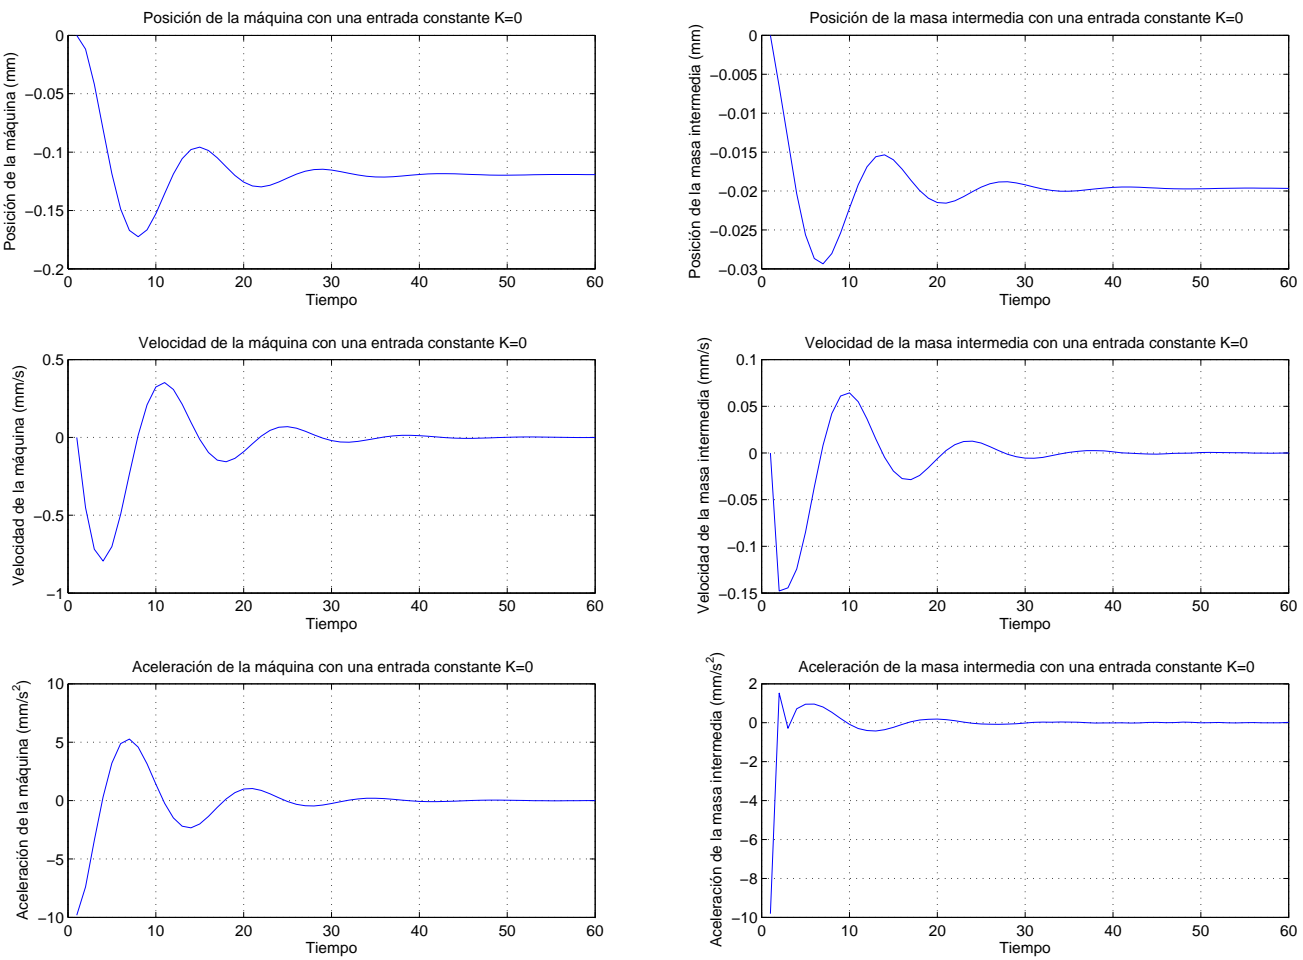 Posición de la máquina con una entrada constante K=0
Posición de la máquina (mm)
0
−0.05
−0.1
−0.15
−0.2
0 10 20 30 40 50 60
Tiempo
Posición de la masa intermedia con una entrada constante K=0
Posición de la masa intermedia (mm)
0
−0.005
−0.01
−0.015
−0.02
−0.025
−0.03
0 10 20 30 40 50 60
Tiempo
Velocidad de la máquina con una entrada constante K=0
Velocidad de la máquina (mm/s)
0.5
0
−0.5
−1
0 10 20 30 40 50 60
Tiempo
Velocidad de la masa intermedia con una entrada constante K=0
Velocidad de la masa intermedia (mm/s)
0.1
0.05
0
−0.05
−0.1
−0.15
0 10 20 30 40 50 60
Tiempo
Aceleración de la máquina con una entrada constante K=0
Aceleración de la máquina (mm/s²)
10
5
0
−5
−10
0 10 20 30 40 50 60
Tiempo
Aceleración de la masa intermedia con una entrada constante K=0
Aceleración de la masa intermedia (mm/s²)
2
0
−2
−4
−6
−8
−10
0 10 20 30 40 50 60
Tiempo